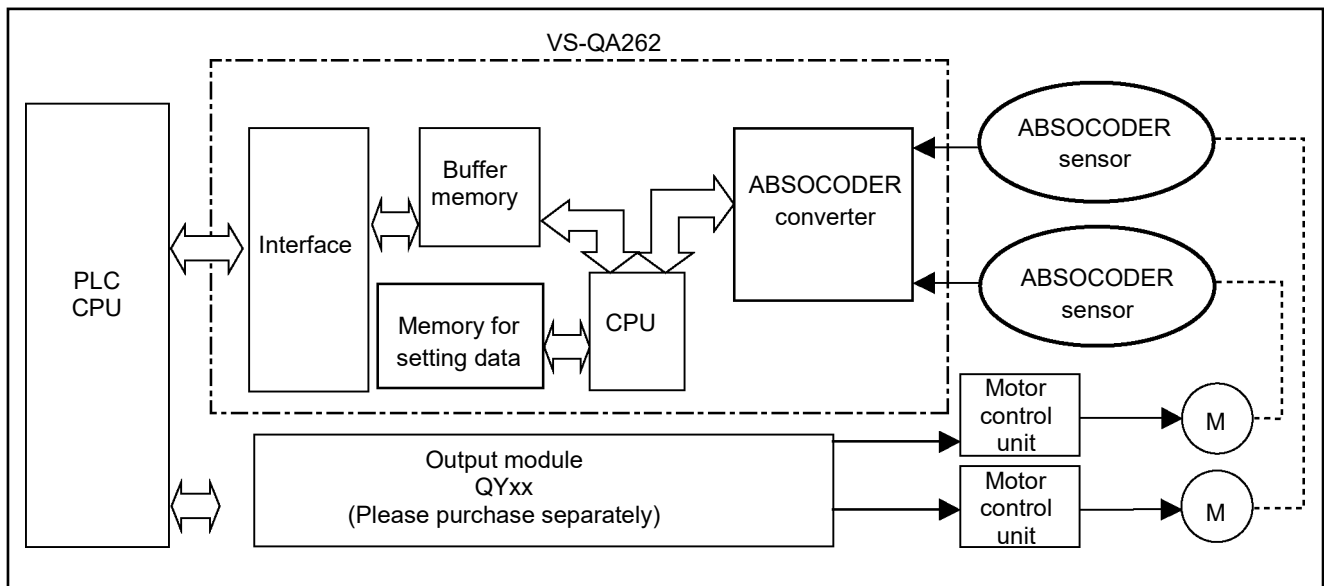 VS-QA262
PLC
CPU
Interface
Buffer
memory
Memory for
setting data
CPU
ABSOCODER
converter
ABSOCODER
sensor
ABSOCODER
sensor
Output module
QYxx
(Please purchase separately)
Motor
control
unit
M
Motor
control
unit
M